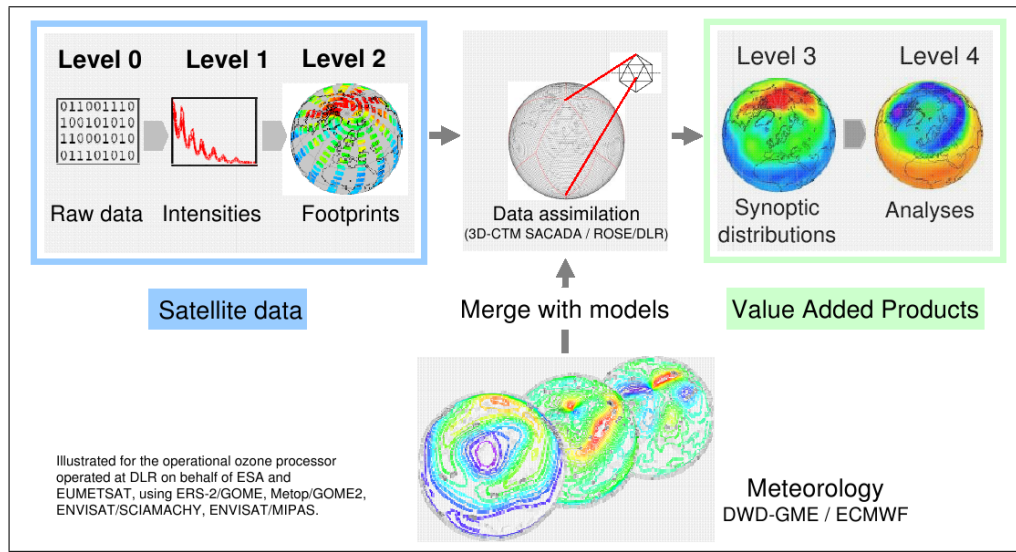 Level 0
Level 1
Level 2
011001110
100101010
110001010
011101010
Raw data
Intensities
Footprints
Satellite data
Data assimilation
(3D-CTM SACADA / ROSE/DLR)
Merge with models
Level 3
Level 4
Synoptic
distributions
Analyses
Value Added Products
Meteorology
DWD-GME / ECMWF
Illustrated for the operational ozone processor
operated at DLR on behalf of ESA and
EUMETSAT, using ERS-2/GOME, Metop/GOME2,
ENVISAT/SCIAMACHY, ENVISAT/MIPAS.